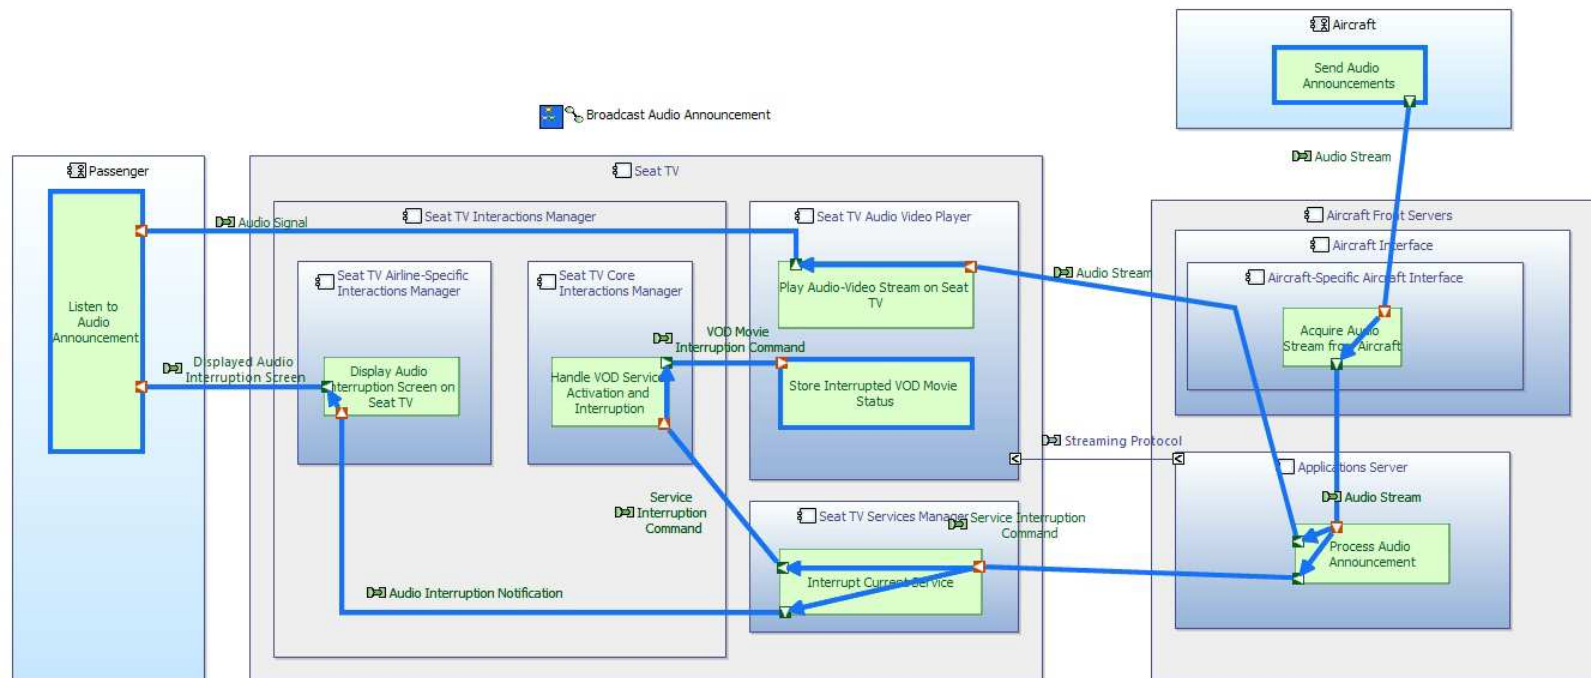 Aircraft
Send Audio
Announcements
Broadcast Audio Announcement
Audio Stream
Passenger
Seat TV
Audio Signal
Seat TV Interactions Manager
Seat TV Audio Video Player
Aircraft Front Servers
Aircraft Interface
Seat TV Airline-Specific
Interactions Manager
Seat TV Core
Interactions Manager
Audio Stream
Aircraft-Specific Aircraft Interface
Play Audio-Video Stream on Seat
TV
Listen to
Audio
Announcement
VOD Movie
Interruption Command
Acquire Audio
Stream from Aircraft
Displayed Audio
Interruption Screen
Display Audio
Interruption Screen on
Seat TV
Handle VOD Service
Activation and
Interruption
Store Interrupted VOD Movie
Status
Streaming Protocol
Applications Server
Service
Interruption
Command
Seat TV Services Manager
Service Interruption
Command
Audio Stream
Process Audio
Announcement
Interrupt Current Service
Audio Interruption Notification